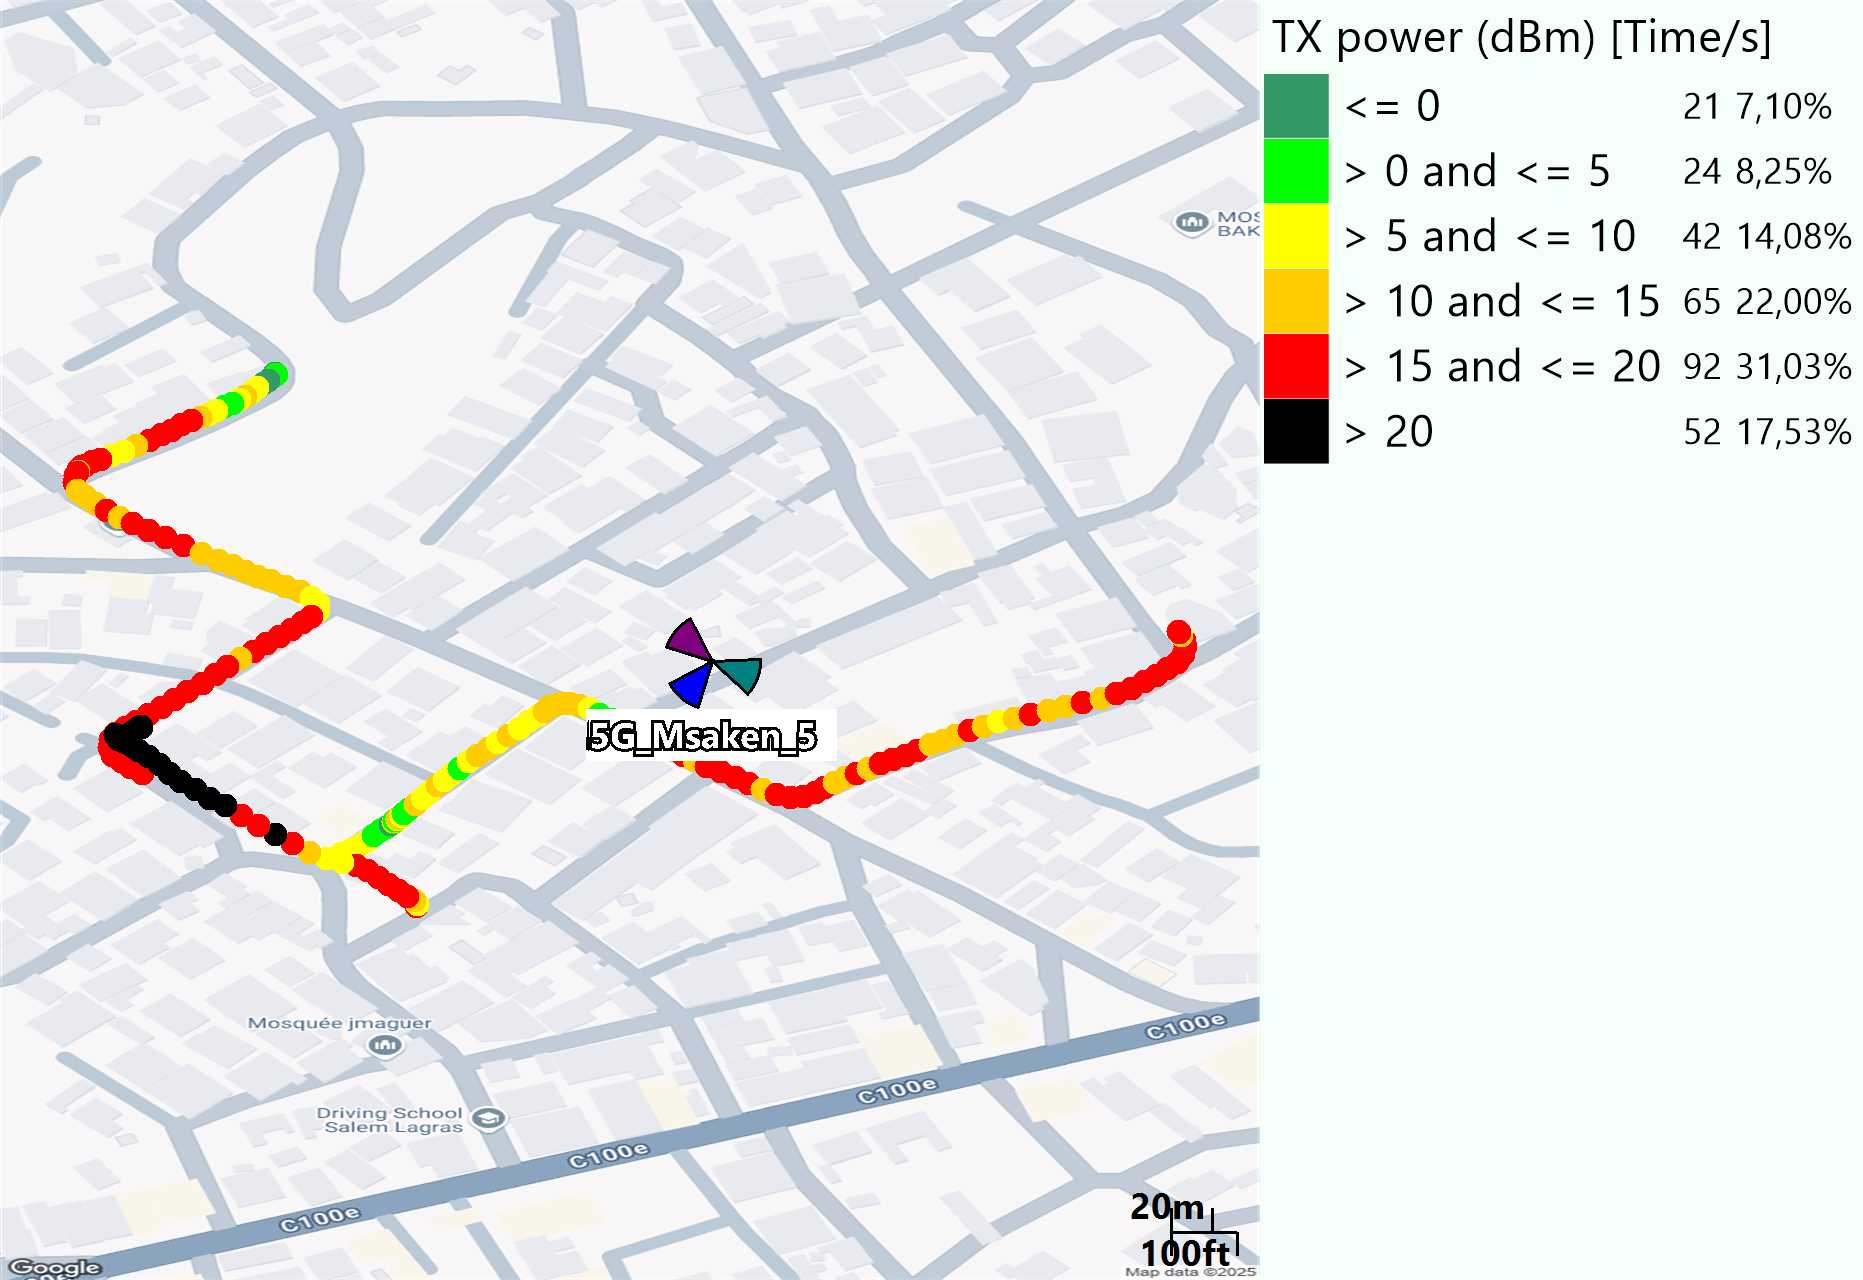 TX power (dBm) [Time/s]
<= 0 21 7,10%
> 0 and <= 5 24 8,25%
> 5 and <= 10 42 14,08%
> 10 and <= 15 65 22,00%
> 15 and <= 20 92 31,03%
> 20 52 17,53%
MOS
BAK
5G_Msaken_5
Mosquée jmaguer
C100e
C100e
Driving School
Salem Lagras
C100e
C100e
20m
100ft
Google
Map data ©2025